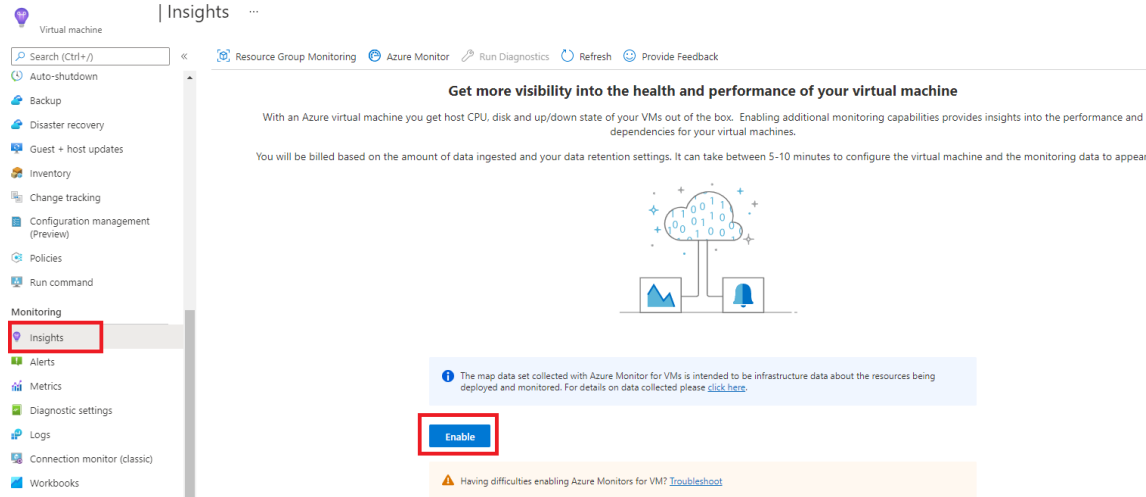 | Insights ...
Virtual machine
Search (Ctrl+/)
«
Resource Group Monitoring
Azure Monitor
Run Diagnostics
Refresh
Provide Feedback
Auto-shutdown
Backup
Disaster recovery
Guest + host updates
Inventory
Change tracking
Configuration management
(Preview)
Policies
Run command
Monitoring
Insights
Alerts
Metrics
Diagnostic settings
Logs
Connection monitor (classic)
Workbooks
Get more visibility into the health and performance of your virtual machine
With an Azure virtual machine you get host CPU, disk and up/down state of your VMs out of the box. Enabling additional monitoring capabilities provides insights into the performance and
dependencies for your virtual machines.
You will be billed based on the amount of data ingested and your data retention settings. It can take between 5-10 minutes to configure the virtual machine and the monitoring data to appear
The map data set collected with Azure Monitor for VMs is intended to be infrastructure data about the resources being
deployed and monitored. For details on data collected please click here.
Enable
Having difficulties enabling Azure Monitors for VM? Troubleshoot